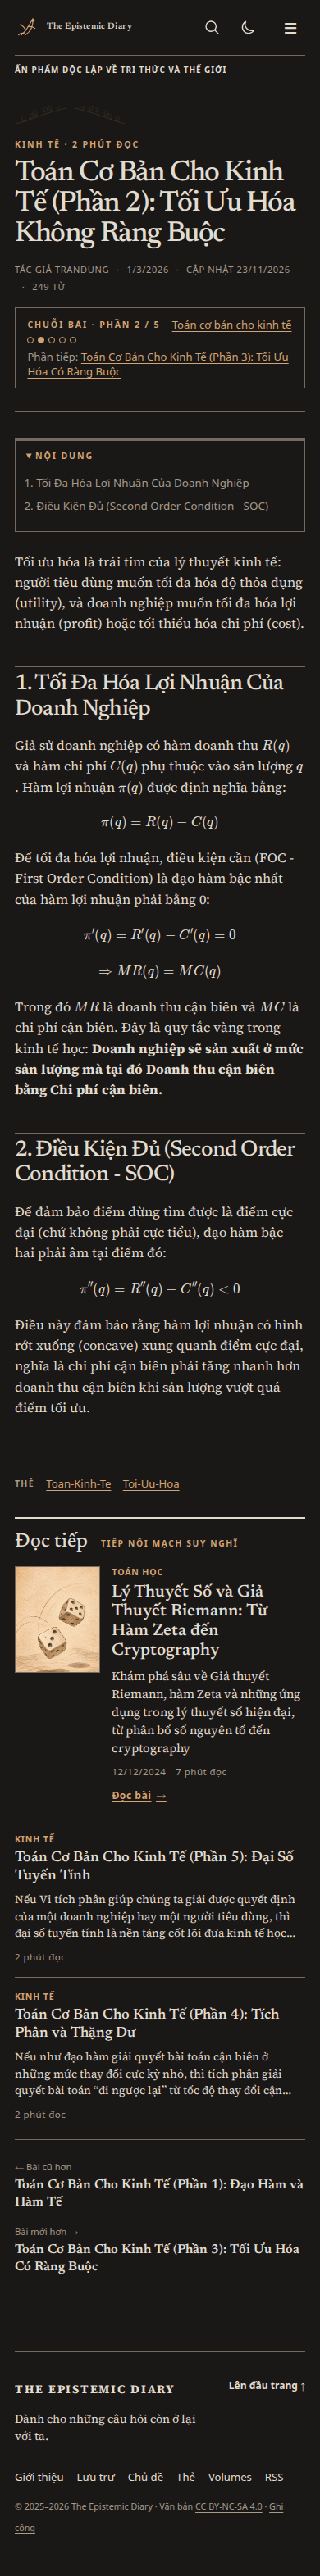 The Epistemic Diary
ẤN PHẨM ĐỘC LẬP VỀ TRI THỨC VÀ THẾ GIỚI
KINH TẾ · 2 PHÚT ĐỌC
Toán Cơ Bản Cho Kinh
Tế (Phần 2): Tối Ưu Hóa
Không Ràng Buộc
TÁC GIẢ TRANDUNG · 1/3/2026 · CẬP NHẬT 23/11/2026
· 249 TỪ
CHUỖI BÀI · PHẦN 2 / 5 Toán cơ bản cho kinh tế
Phần tiếp: Toán Cơ Bản Cho Kinh Tế (Phần 3): Tối Ưu
Hóa Có Ràng Buộc
▼ NỘI DUNG
1. Tối Đa Hóa Lợi Nhuận Của Doanh Nghiệp
2. Điều Kiện Đủ (Second Order Condition - SOC)
Tối ưu hóa là trái tim của lý thuyết kinh tế:
người tiêu dùng muốn tối đa hóa độ thỏa dụng
(utility), và doanh nghiệp muốn tối đa hóa lợi
nhuận (profit) hoặc tối thiểu hóa chi phí (cost).
1. Tối Đa Hóa Lợi Nhuận Của
Doanh Nghiệp
Giả sử doanh nghiệp có hàm doanh thu R(q)
và hàm chi phí C(q) phụ thuộc vào sản lượng q
. Hàm lợi nhuận π(q) được định nghĩa bằng:
π(q) = R(q) − C(q)
Để tối đa hóa lợi nhuận, điều kiện cần (FOC -
First Order Condition) là đạo hàm bậc nhất
của hàm lợi nhuận phải bằng 0:
π′(q) = R′(q) − C′(q) = 0
⇒ MR(q) = MC(q)
Trong đó MR là doanh thu cận biên và MC là
chi phí cận biên. Đây là quy tắc vàng trong
kinh tế học: Doanh nghiệp sẽ sản xuất ở mức
sản lượng mà tại đó Doanh thu cận biên
bằng Chi phí cận biên.
2. Điều Kiện Đủ (Second Order
Condition - SOC)
Để đảm bảo điểm dừng tìm được là điểm cực
đại (chứ không phải cực tiểu), đạo hàm bậc
hai phải âm tại điểm đó:
π″(q) = R″(q) − C″(q) < 0
Điều này đảm bảo rằng hàm lợi nhuận có hình
rớt xuống (concave) xung quanh điểm cực đại,
nghĩa là chi phí cận biên phải tăng nhanh hơn
doanh thu cận biên khi sản lượng vượt quá
điểm tối ưu.
THẺ Toan-Kinh-Te Toi-Uu-Hoa
Đọc tiếp TIẾP NỐI MẠCH SUY NGHĨ
TOÁN HỌC
Lý Thuyết Số và Giả
Thuyết Riemann: Từ
Hàm Zeta đến
Cryptography
Khám phá sâu về Giả thuyết
Riemann, hàm Zeta và những ứng
dụng trong lý thuyết số hiện đại,
từ phân bố số nguyên tố đến
cryptography
12/12/2024 7 phút đọc
Đọc bài →
KINH TẾ
Toán Cơ Bản Cho Kinh Tế (Phần 5): Đại Số
Tuyến Tính
Nếu Vi tích phân giúp chúng ta giải được quyết định
của một doanh nghiệp hay một người tiêu dùng, thì
đại số tuyến tính là nền tảng cốt lõi đưa kinh tế học...
2 phút đọc
KINH TẾ
Toán Cơ Bản Cho Kinh Tế (Phần 4): Tích
Phân và Thặng Dư
Nếu như đạo hàm giải quyết bài toán cận biên ở
những mức thay đổi cực kỳ nhỏ, thì tích phân giải
quyết bài toán “đi ngược lại” từ tốc độ thay đổi cận...
2 phút đọc
← Bài cũ hơn
Toán Cơ Bản Cho Kinh Tế (Phần 1): Đạo Hàm và
Hàm Tế
Bài mới hơn →
Toán Cơ Bản Cho Kinh Tế (Phần 3): Tối Ưu Hóa
Có Ràng Buộc
THE EPISTEMIC DIARY Lên đầu trang ↑
Dành cho những câu hỏi còn ở lại
với ta.
Giới thiệu Lưu trữ Chủ đề Thẻ Volumes RSS
© 2025–2026 The Epistemic Diary · Văn bản CC BY-NC-SA 4.0 · Ghi
công